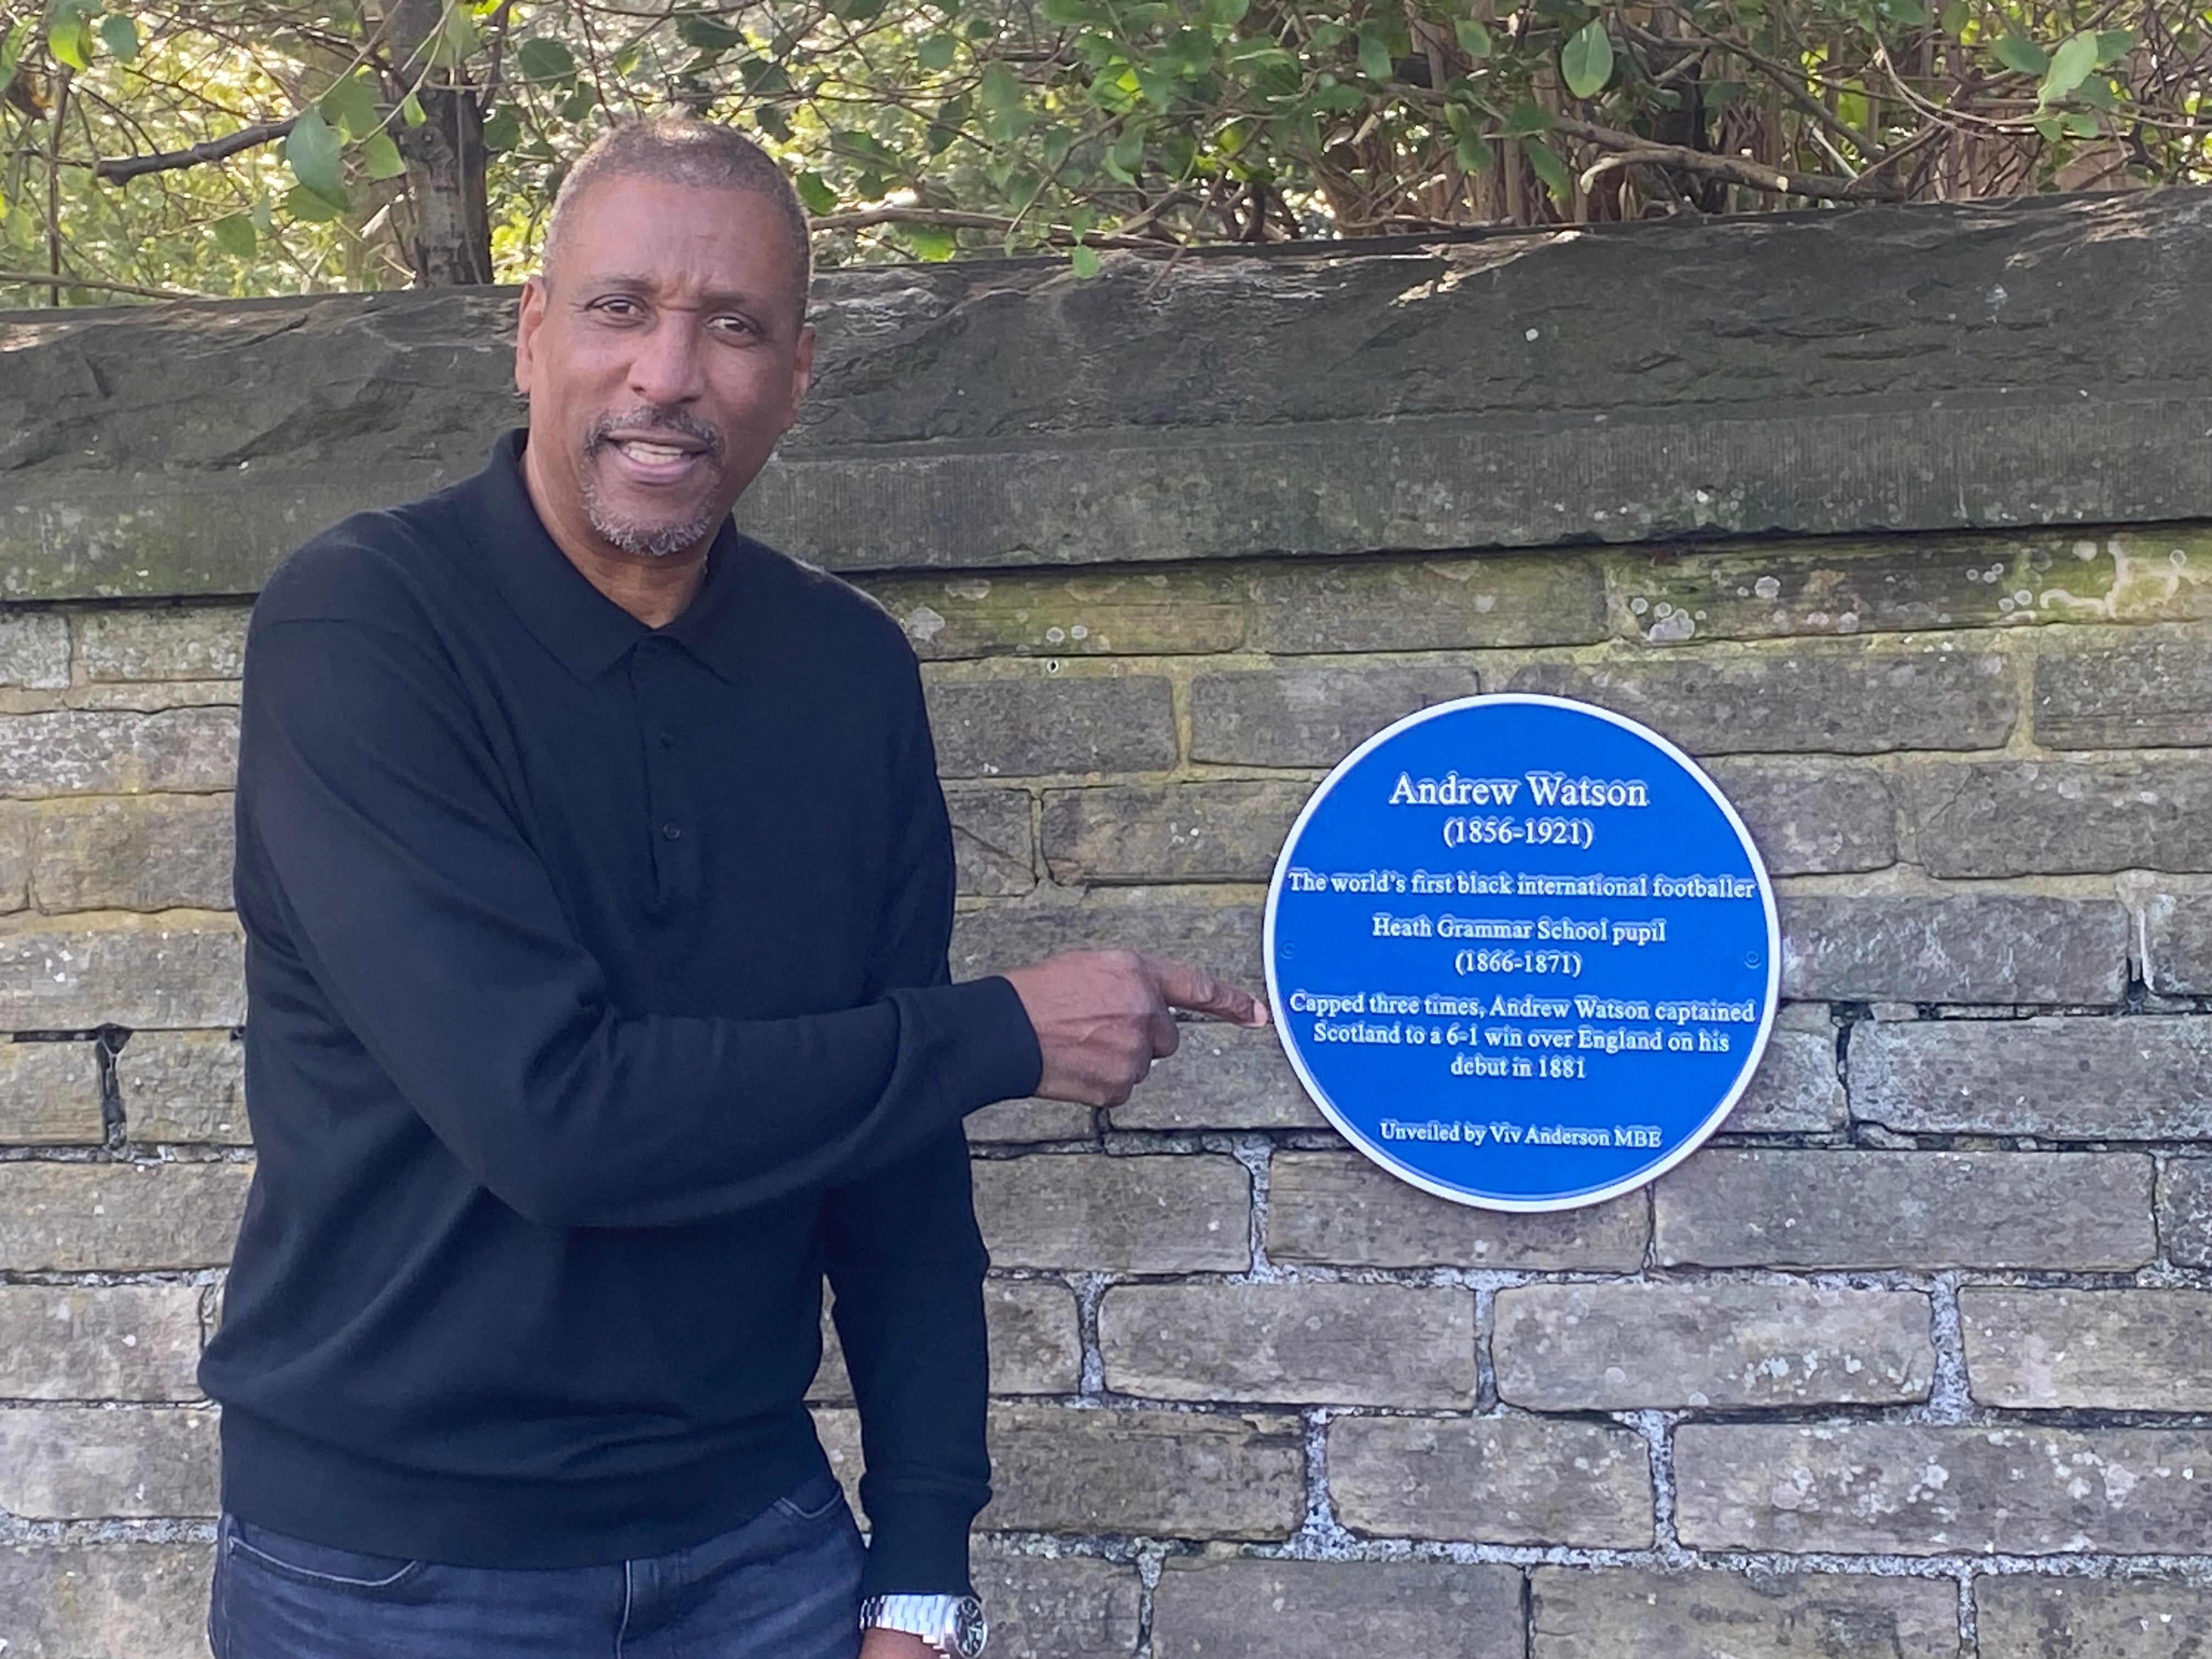 Andrew Watson
(1856-1921)
The world's first black international footballer
Heath Grammar School pupil
(1866-1871)
Capped three times, Andrew Watson captained
Scotland to a 6-1 win over England on his
debut in 1881
Unveiled by Viv Anderson MBE